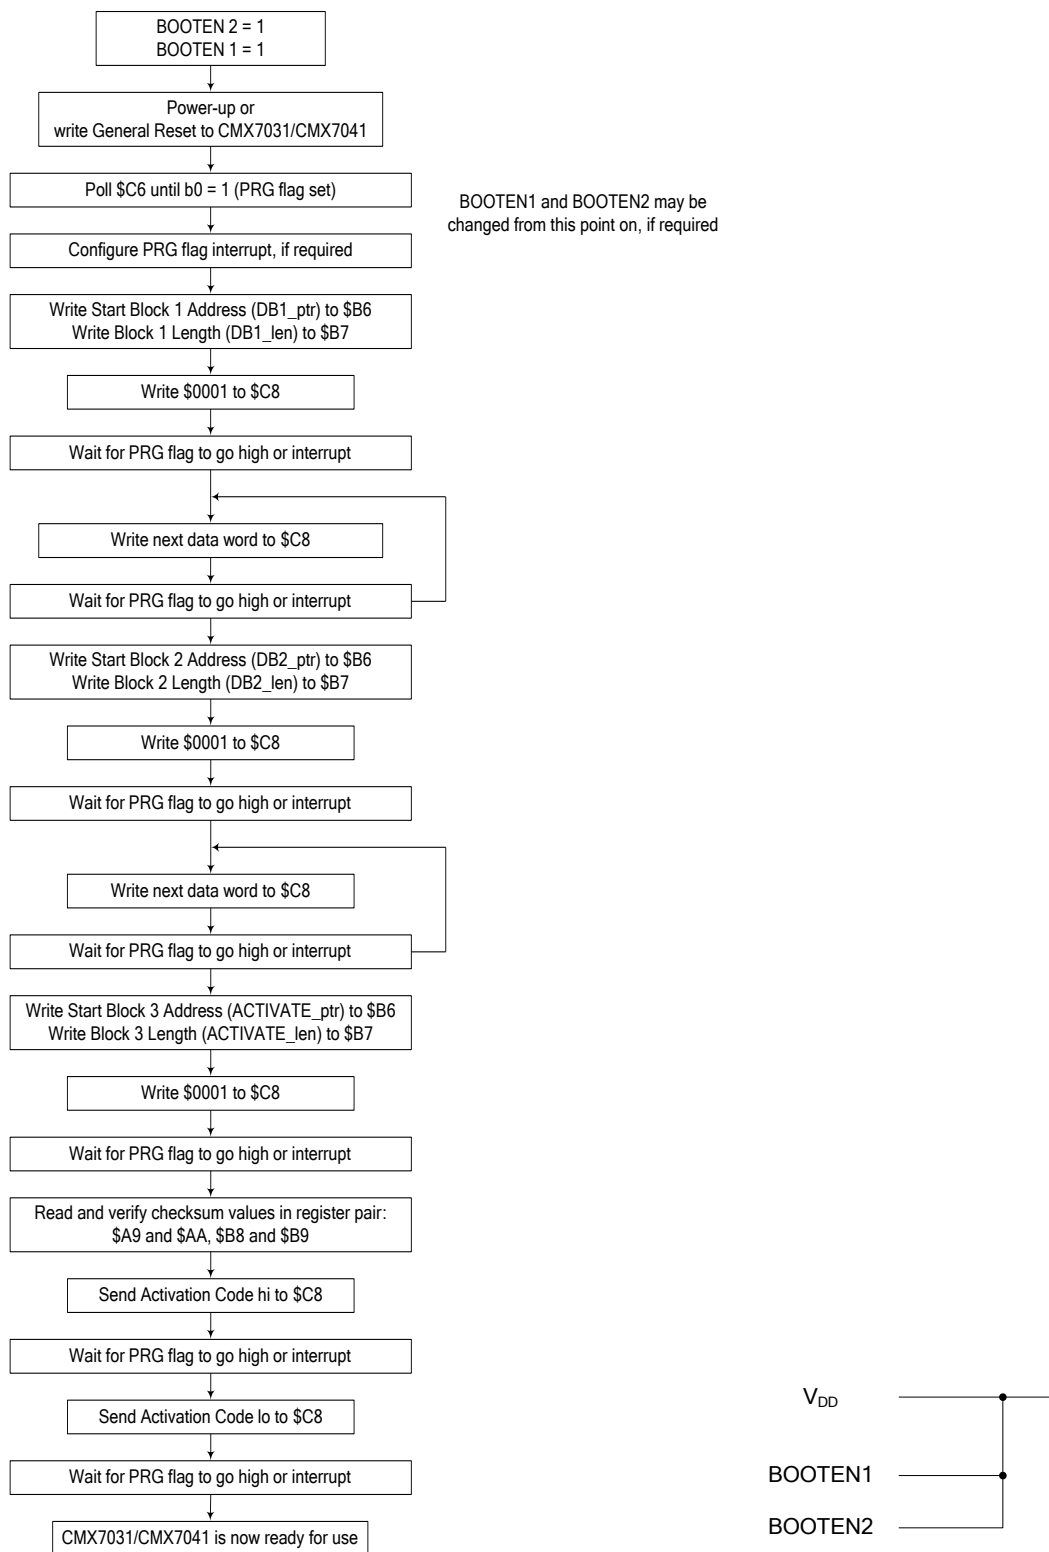 BOOTEN 2 = 1
BOOTEN 1 = 1
Power-up or
write General Reset to CMX7031/CMX7041
Poll $C6 until b0 = 1 (PRG flag set)
BOOTEN1 and BOOTEN2 may be
changed from this point on, if required
Configure PRG flag interrupt, if required
Write Start Block 1 Address (DB1_ptr) to $B6
Write Block 1 Length (DB1_len) to $B7
Write $0001 to $C8
Wait for PRG flag to go high or interrupt
Write next data word to $C8
Wait for PRG flag to go high or interrupt
Write Start Block 2 Address (DB2_ptr) to $B6
Write Block 2 Length (DB2_len) to $B7
Write $0001 to $C8
Wait for PRG flag to go high or interrupt
Write next data word to $C8
Wait for PRG flag to go high or interrupt
Write Start Block 3 Address (ACTIVATE_ptr) to $B6
Write Block 3 Length (ACTIVATE_len) to $B7
Write $0001 to $C8
Wait for PRG flag to go high or interrupt
Read and verify checksum values in register pair:
$A9 and $AA, $B8 and $B9
Send Activation Code hi to $C8
Wait for PRG flag to go high or interrupt
Send Activation Code lo to $C8
Wait for PRG flag to go high or interrupt
CMX7031/CMX7041 is now ready for use
VDD
BOOTEN1
BOOTEN2